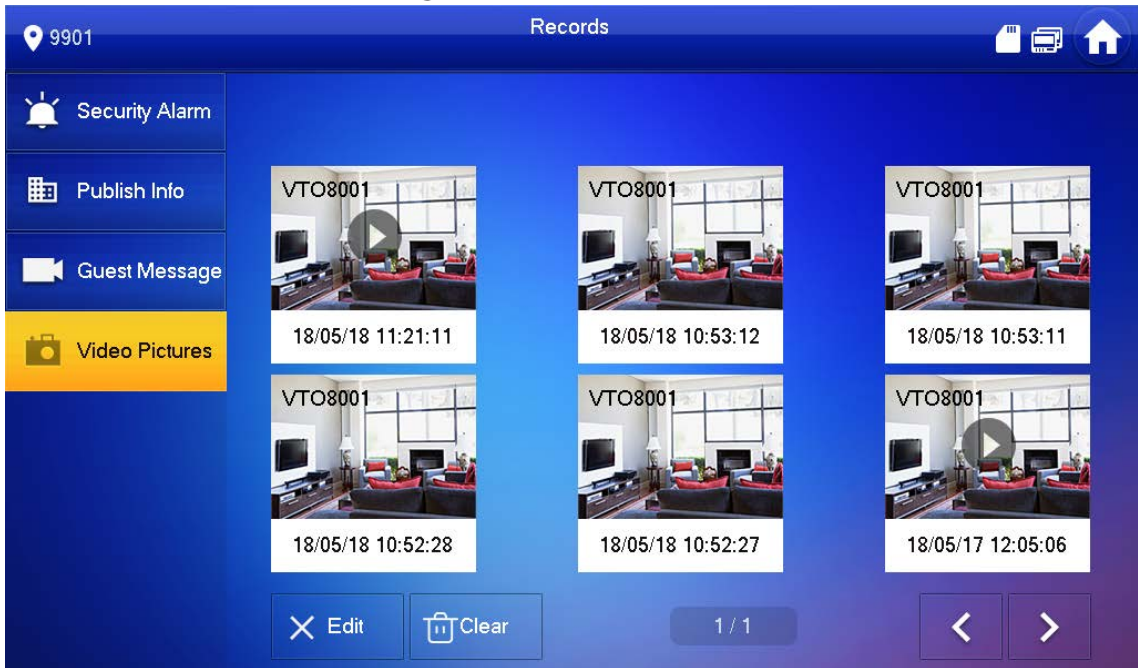 9901
Records
Security Alarm
Publish Info
Guest Message
Video Pictures
VTO8001
VTO8001
VTO8001
18/05/18 11:21:11
18/05/18 10:53:12
18/05/18 10:53:11
VTO8001
VTO8001
VTO8001
18/05/18 10:52:28
18/05/18 10:52:27
18/05/17 12:05:06
Edit
Clear
1 / 1